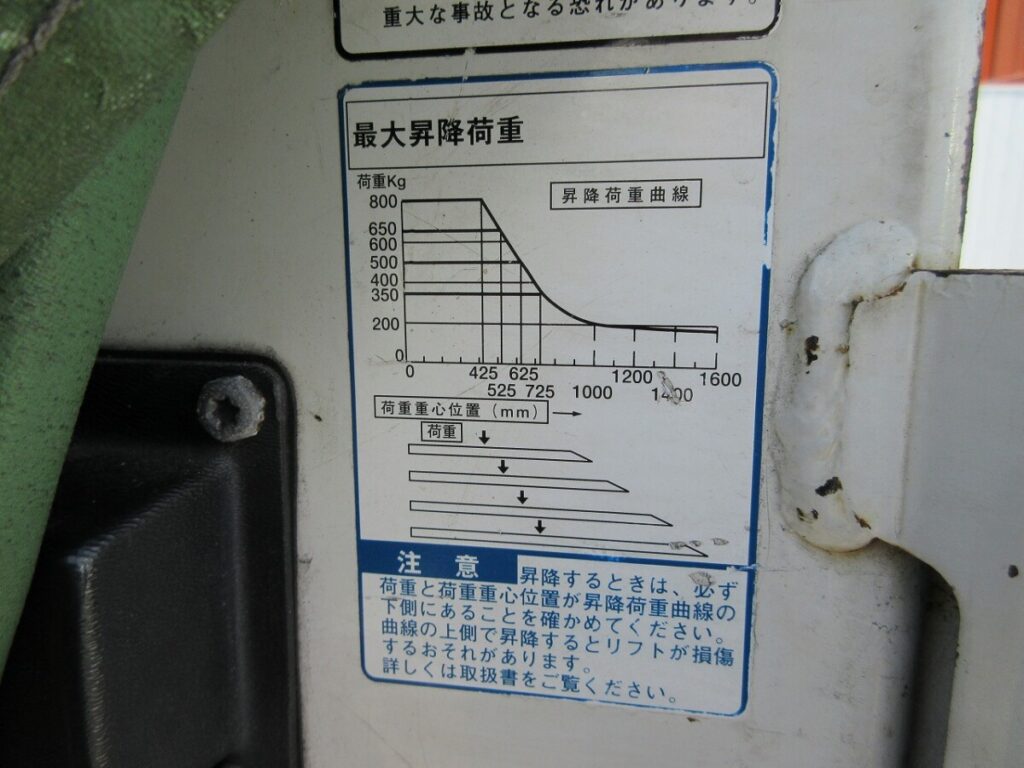 重大な事故となる恐れがあります。
最大昇降荷重
荷重Kg
昇降荷重曲線
800
650
600
500
400
350
200
0
0 425 625 1200 1600
525 725 1000 1400
荷重重心位置（mm）
荷重
注意 昇降するときは、必ず
荷重と荷重重心位置が昇降荷重曲線の
下側にあることを確かめてください。
曲線の上側で昇降するとリフトが損傷
するおそれがあります。
詳しくは取扱書をご覧ください。